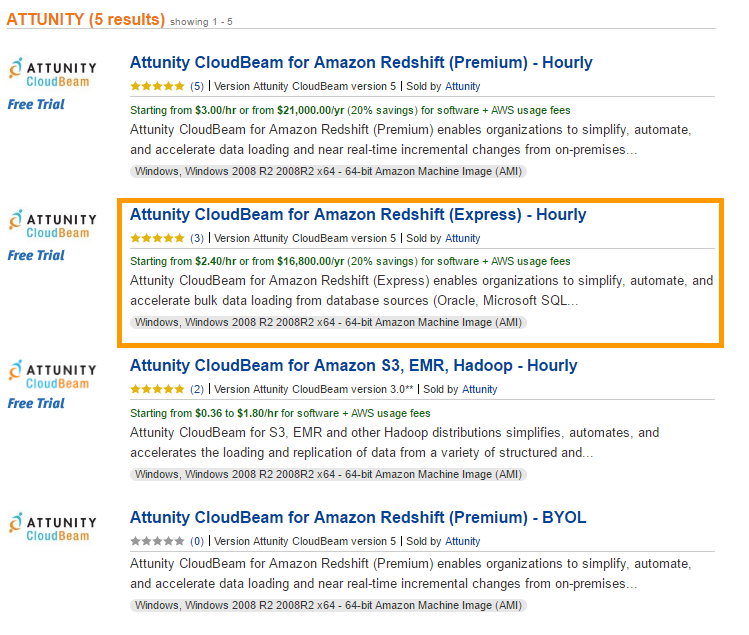 ATTUNITY (5 results) showing 1 - 5
ATTUNITY
CloudBeam
Free Trial
Attunity CloudBeam for Amazon Redshift (Premium) - Hourly
(5) | Version Attunity CloudBeam version 5 | Sold by Attunity
Starting from $3.00/hr or from $21,000.00/yr (20% savings) for software + AWS usage fees
Attunity CloudBeam for Amazon Redshift (Premium) enables organizations to simplify, automate,
and accelerate data loading and near real-time incremental changes from on-premises...
Windows, Windows 2008 R2 2008R2 x64 - 64-bit Amazon Machine Image (AMI)
ATTUNITY
CloudBeam
Free Trial
Attunity CloudBeam for Amazon Redshift (Express) - Hourly
(3) | Version Attunity CloudBeam version 5 | Sold by Attunity
Starting from $2.40/hr or from $16,800.00/yr (20% savings) for software + AWS usage fees
Attunity CloudBeam for Amazon Redshift (Express) enables organizations to simplify, automate, and
accelerate bulk data loading from database sources (Oracle, Microsoft SQL...
Windows, Windows 2008 R2 2008R2 x64 - 64-bit Amazon Machine Image (AMI)
ATTUNITY
CloudBeam
Free Trial
Attunity CloudBeam for Amazon S3, EMR, Hadoop - Hourly
(2) | Version Attunity CloudBeam version 3.0** | Sold by Attunity
Starting from $0.36 to $1.80/hr for software + AWS usage fees
Attunity CloudBeam for S3, EMR and other Hadoop distributions simplifies, automates, and
accelerates the loading and replication of data from a variety of structured and...
Windows, Windows 2008 R2 2008R2 x64 - 64-bit Amazon Machine Image (AMI)
ATTUNITY
CloudBeam
Attunity CloudBeam for Amazon Redshift (Premium) - BYOL
(0) | Version Attunity CloudBeam version 5 | Sold by Attunity
Attunity CloudBeam for Amazon Redshift (Premium) enables organizations to simplify, automate,
and accelerate data loading and near real-time incremental changes from on-premises...
Windows, Windows 2008 R2 2008R2 x64 - 64-bit Amazon Machine Image (AMI)